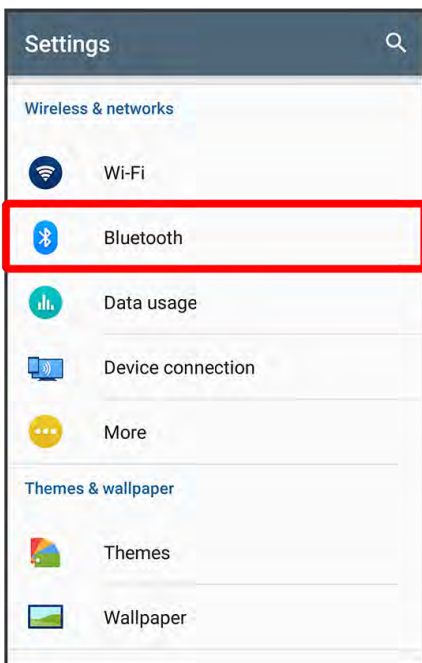 Settings
Wireless & networks
Wi-Fi
Bluetooth
Data usage
Device connection
More
Themes & wallpaper
Themes
Wallpaper